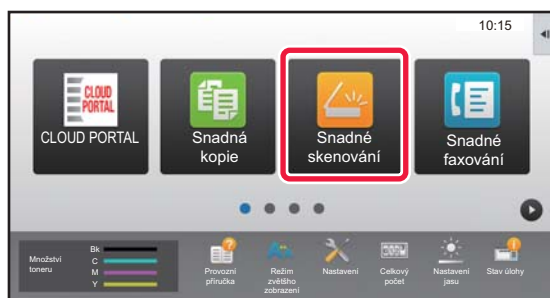 10:15
CLOUD
PORTAL
CLOUD PORTAL
Snadná
kopie
Snadné
skenování
Snadné
faxování
Množství
toneru
Bk
C
M
Y
Provozní
příručka
Režim
zvětšeho
zobrazení
Nastavení
Celkový
počet
Nastavení
jasu
Stav úlohy